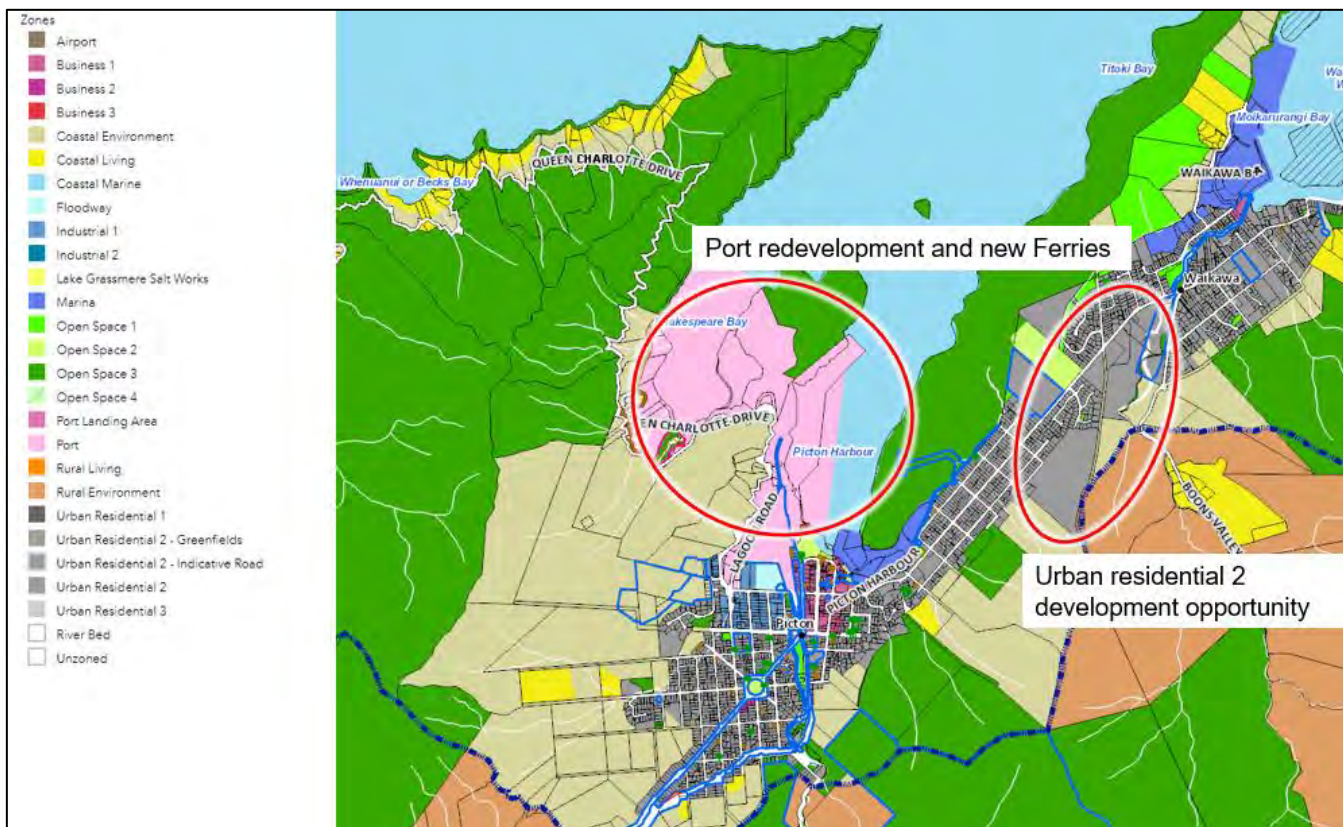 Zones
Airport
Business 1
Business 2
Business 3
Coastal Environment
Coastal Living
Coastal Marine
Floodway
Industrial 1
Industrial 2
Lake Grassmere Salt Works
Marina
Open Space 1
Open Space 2
Open Space 3
Open Space 4
Port Landing Area
Port
Rural Living
Rural Environment
Urban Residential 1
Urban Residential 2 - Greenfields
Urban Residential 2 - Indicative Road
Urban Residential 2
Urban Residential 3
River Bed
Unzoned
Titoki Bay
Wa
W
Moikarurangi Bay
QUEEN CHARLOTTE DRIVE
Whenuanui or Becks Bay
WAIKAWA BA
Port redevelopment and new Ferries
Waikawa
akespeare Bay
EN CHARLOTTE DRIVE
Picton Harbour
BOONS VALLEY
LAGOON ROAD
PICTON HARBOUR
Urban residential 2
development opportunity
Picton